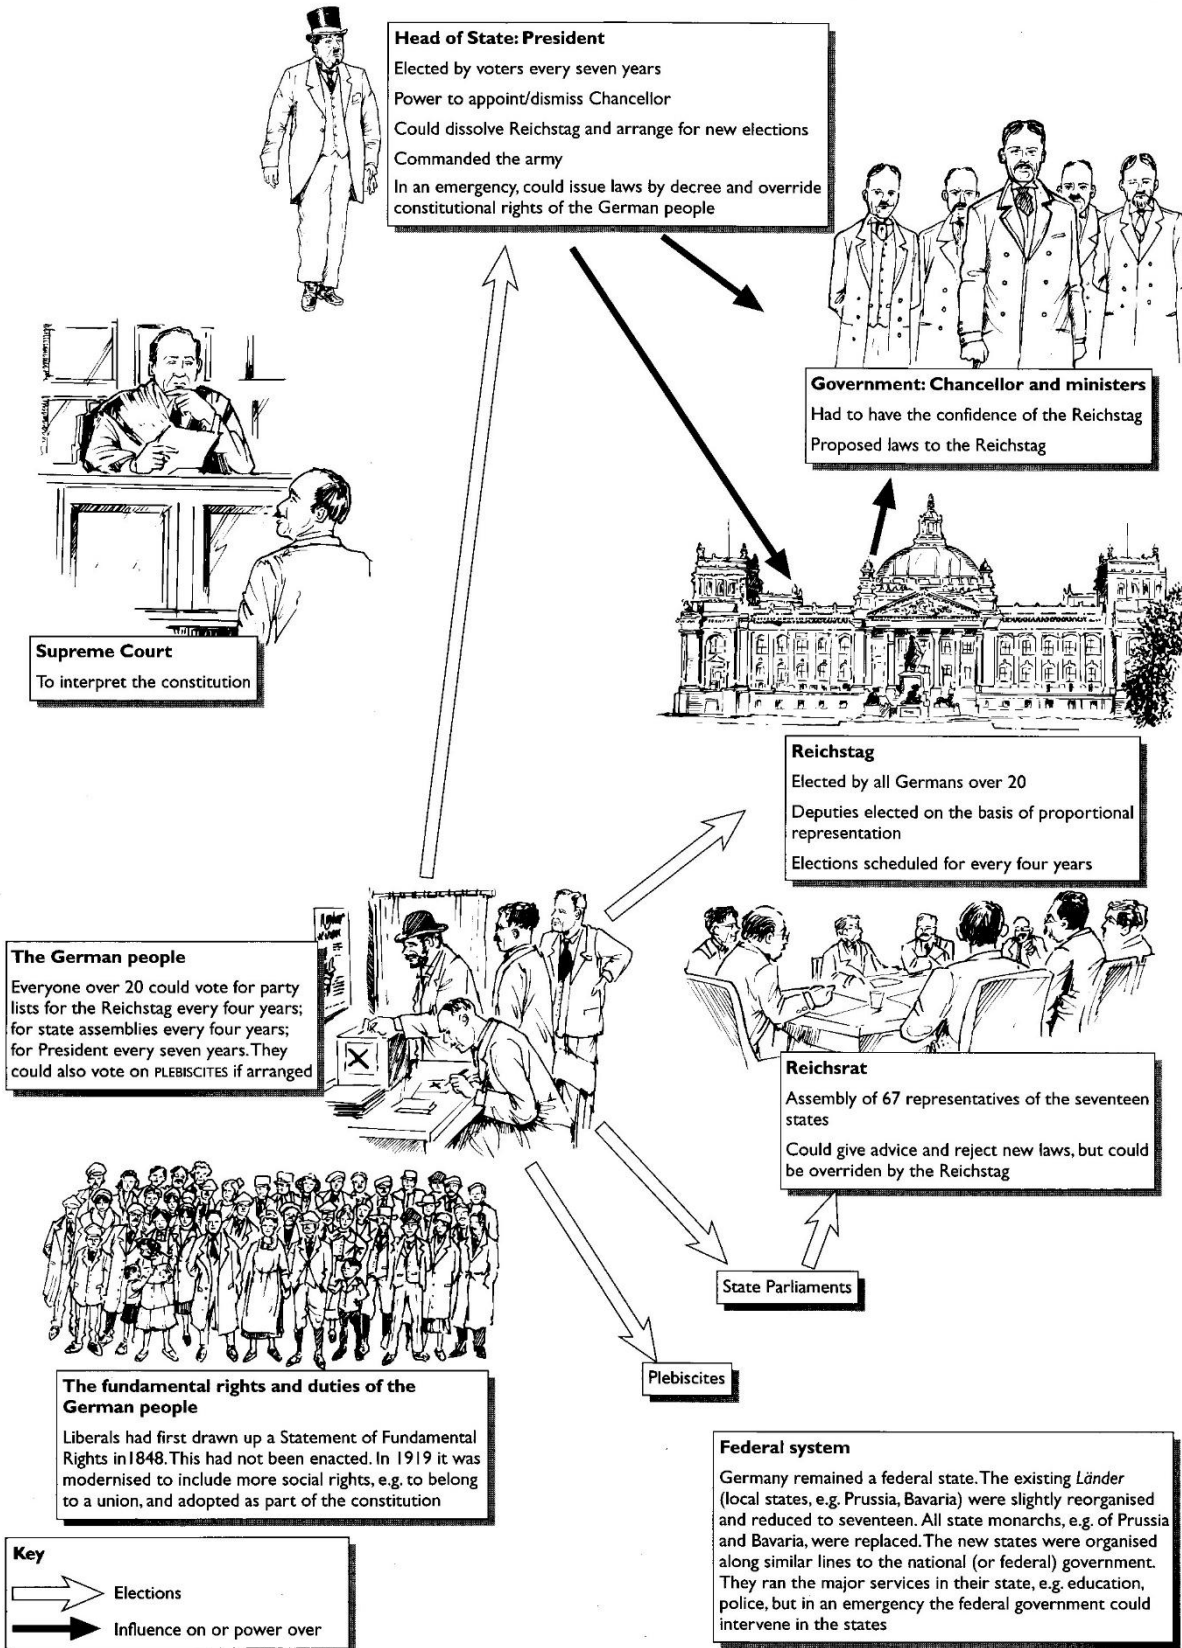 Head of State: President
Elected by voters every seven years
Power to appoint/dismiss Chancellor
Could dissolve Reichstag and arrange for new elections
Commanded the army
In an emergency, could issue laws by decree and override
constitutional rights of the German people
Government: Chancellor and ministers
Had to have the confidence of the Reichstag
Proposed laws to the Reichstag
Supreme Court
To interpret the constitution
Reichstag
Elected by all Germans over 20
Deputies elected on the basis of proportional
representation
Elections scheduled for every four years
The German people
Everyone over 20 could vote for party
lists for the Reichstag every four years;
for state assemblies every four years;
for President every seven years. They
could also vote on PLEBISCITES if arranged
Reichsrat
Assembly of 67 representatives of the seventeen
states
Could give advice and reject new laws, but could
be overriden by the Reichstag
State Parliaments
Plebiscites
The fundamental rights and duties of the
German people
Liberals had first drawn up a Statement of Fundamental
Rights in 1848. This had not been enacted. In 1919 it was
modernised to include more social rights, e.g. to belong
to a union, and adopted as part of the constitution
Federal system
Germany remained a federal state. The existing Länder
(local states, e.g. Prussia, Bavaria) were slightly reorganised
and reduced to seventeen. All state monarchs, e.g. of Prussia
and Bavaria, were replaced. The new states were organised
along similar lines to the national (or federal) government.
They ran the major services in their state, e.g. education,
police, but in an emergency the federal government could
intervene in the states
Key
Elections
Influence on or power over